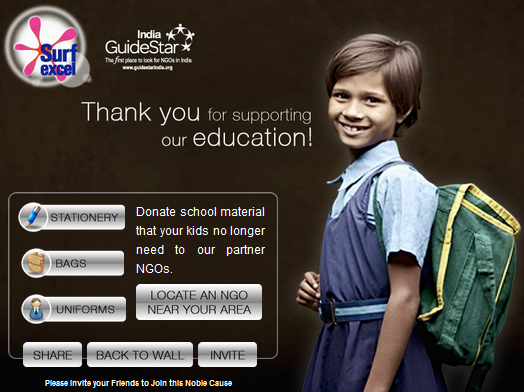 Surf
excel
India
GuideStar
The first place to look for NGOs in India
www.guidestarindia.org
Thank you for supporting
our education!
STATIONERY
BAGS
UNIFORMS
Donate school material
that your kids no longer
need to our partner
NGOs.
LOCATE AN NGO
NEAR YOUR AREA
SHARE
BACK TO WALL
INVITE
Please Invite your Friends to Join this Noble Cause